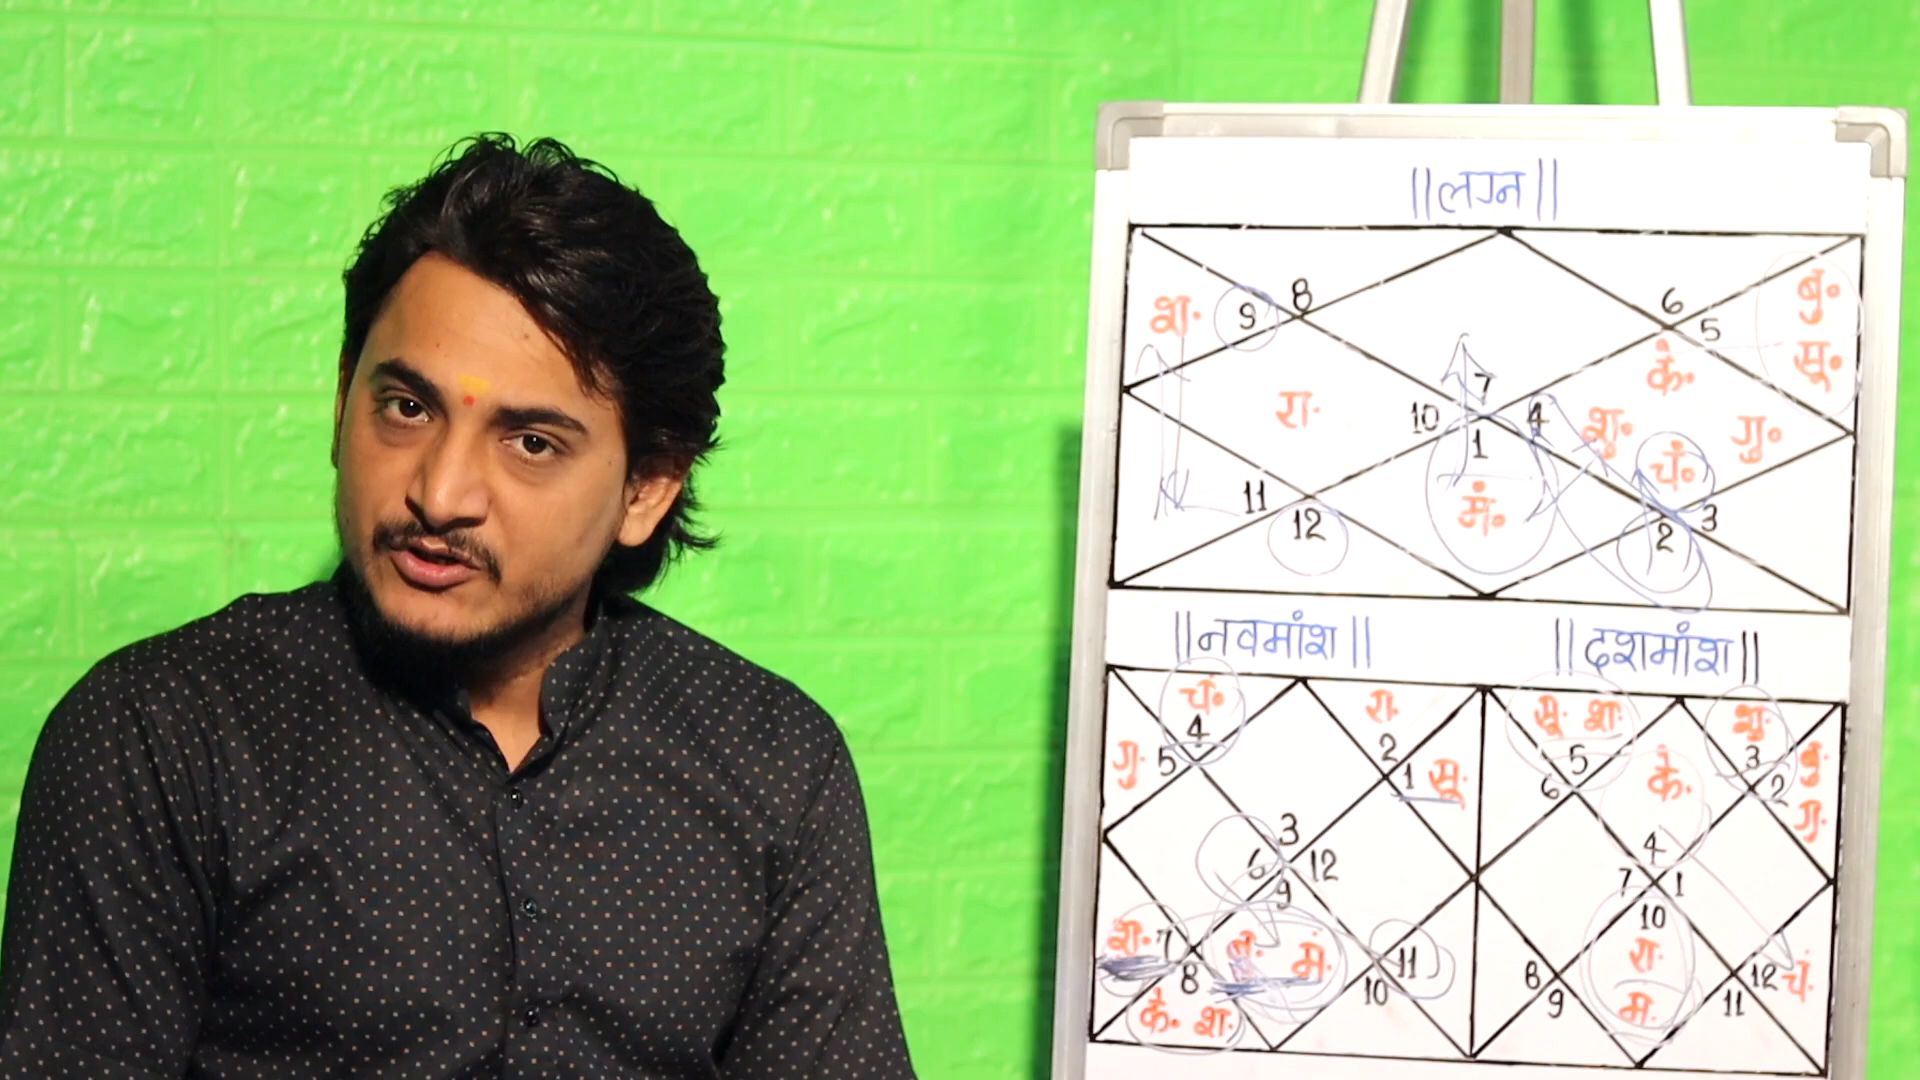 ||लग्न||
8 6 बु॰
श॰ 9 5
के॰ सू॰
7
रा॰ 10 4 शु॰ गु॰
1 चं॰
11 मं॰ 3
12 2
||नवमांश|| ||दशमांश||
चं॰ रा॰ सू॰ श॰ शु॰
4 2 5 3 बु॰
गु॰ 5 1 सू॰ 6 के॰ 2 गु॰
3 4
6 12 7 1
9 10
श॰ 7 बु॰ मं॰ 11 रा॰ 12 चं॰
8 10 8 9 11
के॰ मं॰